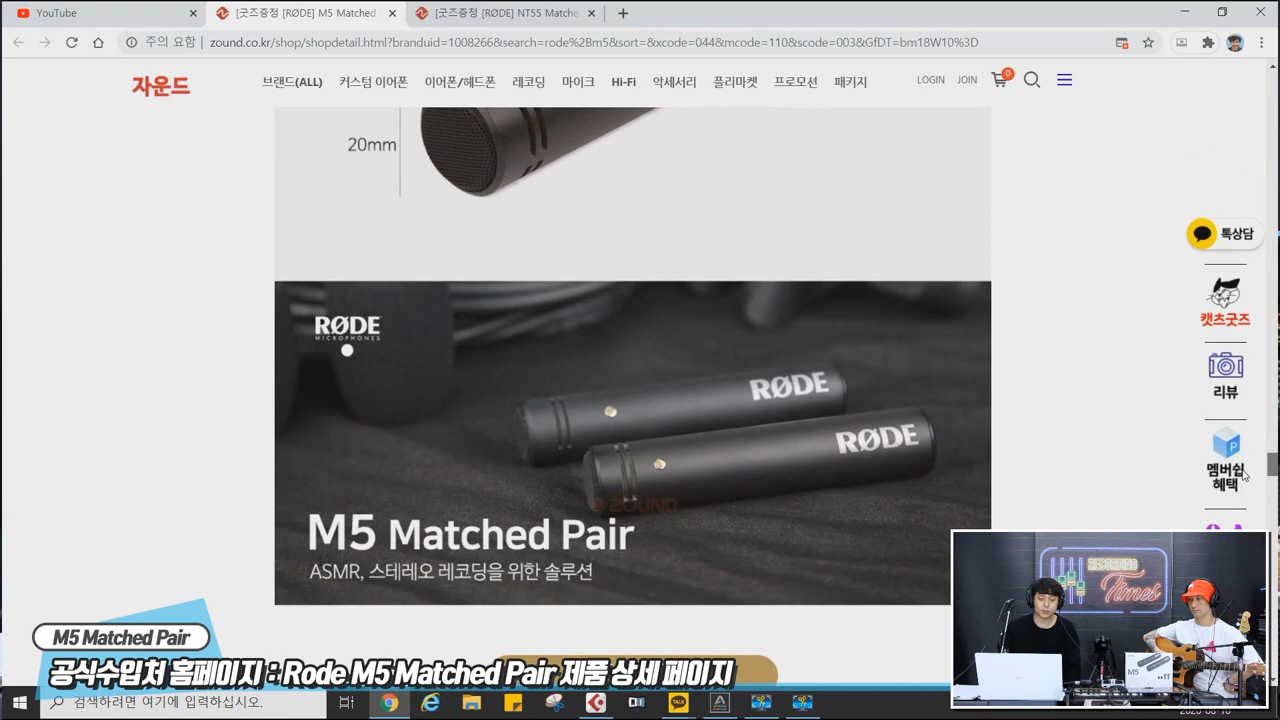 YouTube
[굿즈증정 [RØDE] M5 Matched
[굿즈증정 [RØDE] NT55 Matche
주의 요함
zound.co.kr/shop/shopdetail.html?branduid=1008266&search=rode%2Bm5&sort=&xcode=044&mcode=110&scode=003&GfDT=bm18W10%3D
자운드
브랜드(ALL) 커스텀 이어폰 이어폰/헤드폰 레코딩 마이크 Hi-Fi 악세서리 플리마켓 프로모션 패키지
LOGIN JOIN 0
20mm
톡상담
캣츠굿즈
리뷰
P
멤버쉽
혜택
RØDE
MICROPHONES
RØDE
RØDE
ZOUND
M5 Matched Pair
ASMR, 스테레오 레코딩을 위한 솔루션
Times
M5
M5 Matched Pair
공식수입처 홈페이지 : Rode M5 Matched Pair 제품 상세 페이지
검색하려면 여기에 입력하십시오.
TALK